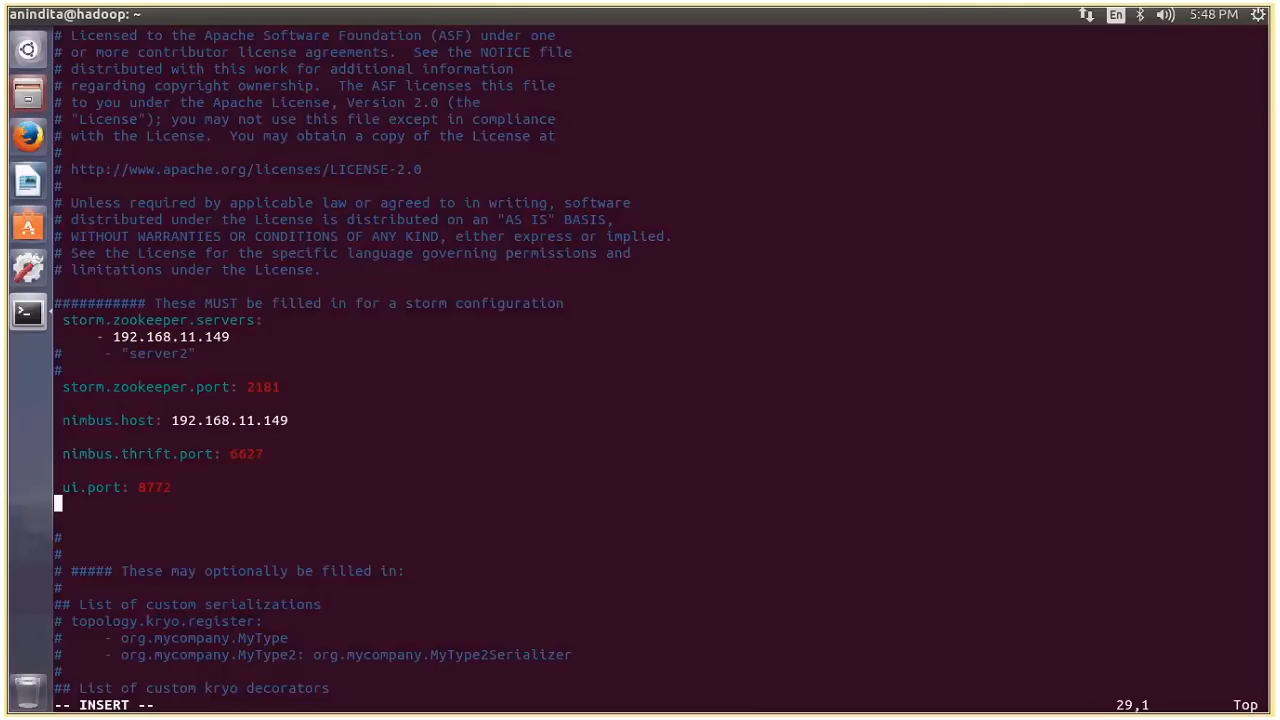 anindita@hadoop: ~
En
5:48 PM
# Licensed to the Apache Software Foundation (ASF) under one
# or more contributor license agreements.  See the NOTICE file
# distributed with this work for additional information
# regarding copyright ownership.  The ASF licenses this file
# to you under the Apache License, Version 2.0 (the
# "License"); you may not use this file except in compliance
# with the License.  You may obtain a copy of the License at
#
# http://www.apache.org/licenses/LICENSE-2.0
#
# Unless required by applicable law or agreed to in writing, software
# distributed under the License is distributed on an "AS IS" BASIS,
# WITHOUT WARRANTIES OR CONDITIONS OF ANY KIND, either express or implied.
# See the License for the specific language governing permissions and
# limitations under the License.
########### These MUST be filled in for a storm configuration
 storm.zookeeper.servers:
     - 192.168.11.149
#     - "server2"
#
 storm.zookeeper.port: 2181
 nimbus.host: 192.168.11.149
 nimbus.thrift.port: 6627
 ui.port: 8772
#
#
# ##### These may optionally be filled in:
#
## List of custom serializations
# topology.kryo.register:
#     - org.mycompany.MyType
#     - org.mycompany.MyType2: org.mycompany.MyType2Serializer
#
## List of custom kryo decorators
-- INSERT --
29,1
Top